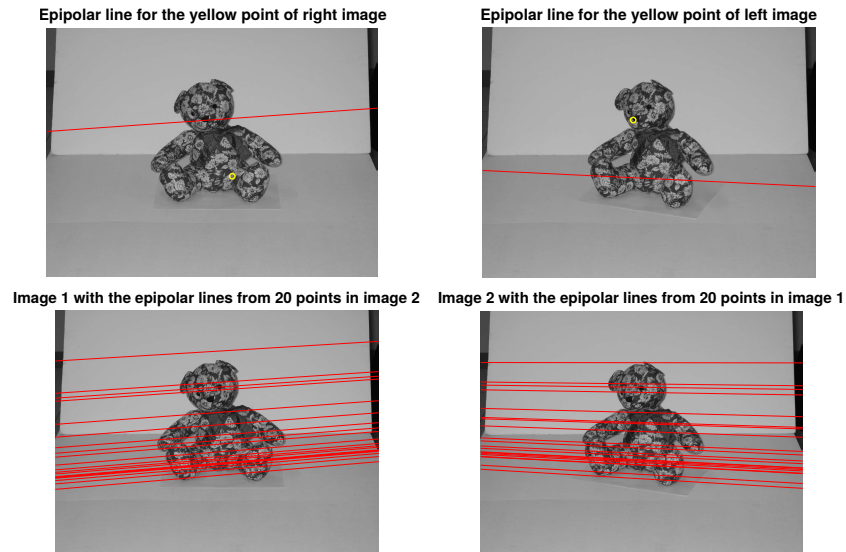 Epipolar line for the yellow point of right image
Epipolar line for the yellow point of left image
Image 1 with the epipolar lines from 20 points in image 2
Image 2 with the epipolar lines from 20 points in image 1